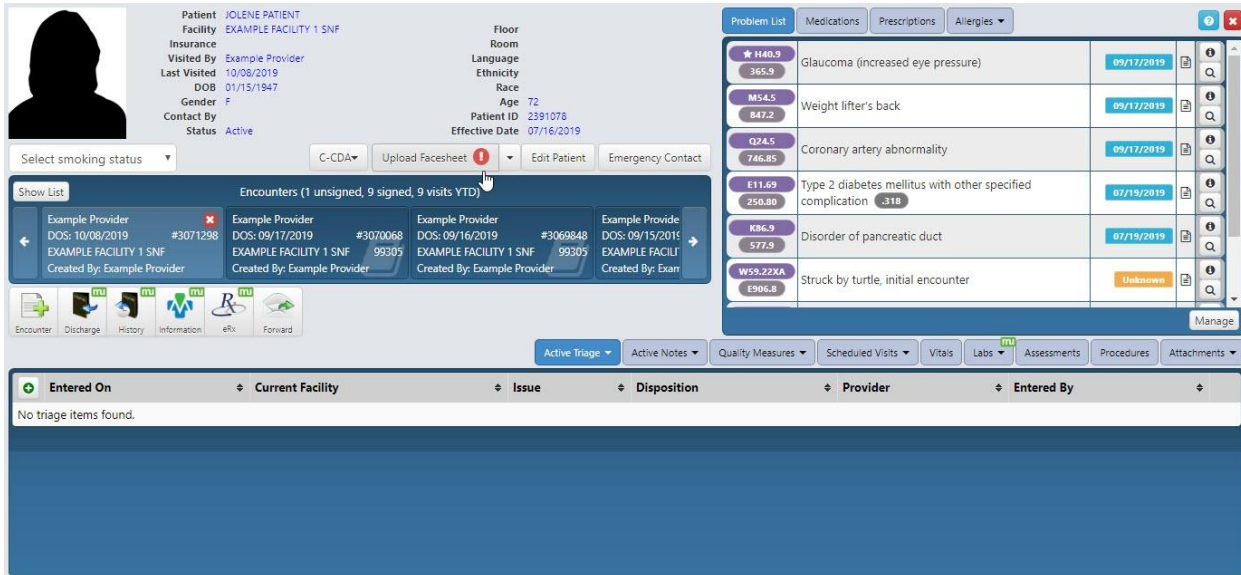 Patient JOLENE PATIENT
Facility EXAMPLE FACILITY 1 SNF
Insurance
Visited By Example Provider
Last Visited 10/08/2019
DOB 01/15/1947
Gender F
Contact By
Status Active
Floor
Room
Language
Ethnicity
Race
Age 72
Patient ID 2391078
Effective Date 07/16/2019
Select smoking status
C-CDA
Upload Facesheet
Edit Patient
Emergency Contact
Show List
Encounters (1 unsigned, 9 signed, 9 visits YTD)
Example Provider
DOS: 10/08/2019 #3071298
EXAMPLE FACILITY 1 SNF
Created By: Example Provider
Example Provider
DOS: 09/17/2019 #3070068
EXAMPLE FACILITY 1 SNF 99305
Created By: Example Provider
Example Provider
DOS: 09/16/2019 #3069848
EXAMPLE FACILITY 1 SNF 99305
Created By: Example Provider
Example Provide
DOS: 09/15/2019
EXAMPLE FACILIT
Created By: Exam
mu mu mu mu
Rx
Encounter Discharge History Information eRx Forward
Problem List Medications Prescriptions Allergies
H40.9
365.9
Glaucoma (increased eye pressure) 09/17/2019
M54.5
847.2
Weight lifter's back 09/17/2019
Q24.5
746.85
Coronary artery abnormality 09/17/2019
E11.69
250.80
Type 2 diabetes mellitus with other specified
complication .318
07/19/2019
K86.9
577.9
Disorder of pancreatic duct 07/19/2019
W59.22XA
E906.8
Struck by turtle, initial encounter Unknown
Manage
mu
Active Triage Active Notes Quality Measures Scheduled Visits Vitals Labs Assessments Procedures Attachments
Entered On Current Facility Issue Disposition Provider Entered By
No triage items found.